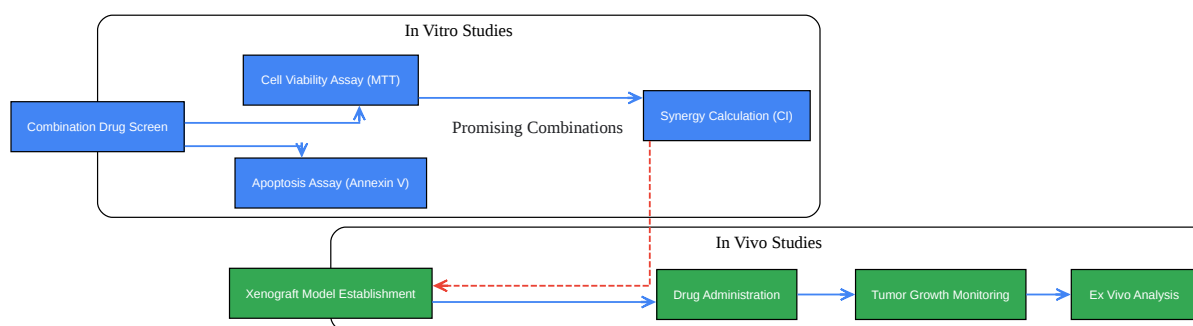 In Vitro Studies
Cell Viability Assay (MTT)
Combination Drug Screen
Synergy Calculation (CI)
Promising Combinations
Apoptosis Assay (Annexin V)
In Vivo Studies
Xenograft Model Establishment
Drug Administration
Tumor Growth Monitoring
Ex Vivo Analysis